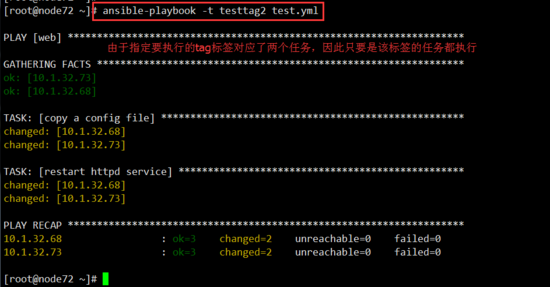 [root@node72 ~]#
[root@node72 ~]# ansible-playbook -t testtag2 test.yml
PLAY [web] *********************************************************************
由于指定要执行的tag标签对应了两个任务，因此只要是该标签的任务都执行
GATHERING FACTS ***************************************************************
ok: [10.1.32.73]
ok: [10.1.32.68]
TASK: [copy a config file] ****************************************************
changed: [10.1.32.68]
changed: [10.1.32.73]
TASK: [restart httpd service] *************************************************
changed: [10.1.32.68]
changed: [10.1.32.73]
PLAY RECAP ********************************************************************
10.1.32.68 : ok=3 changed=2 unreachable=0 failed=0
10.1.32.73 : ok=3 changed=2 unreachable=0 failed=0
[root@node72 ~]#